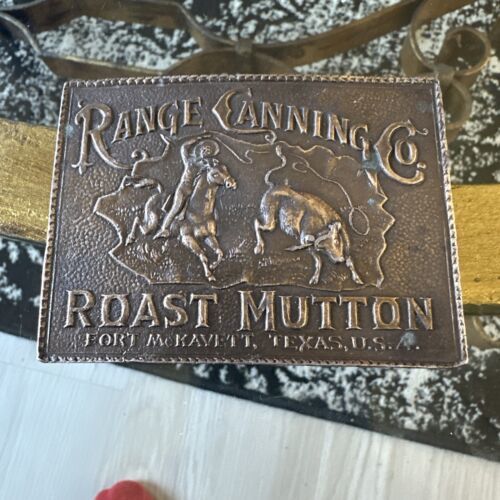 RANGE CANNING CO.
ROAST MUTTON
FORT MCKAVETT, TEXAS, U.S.A.